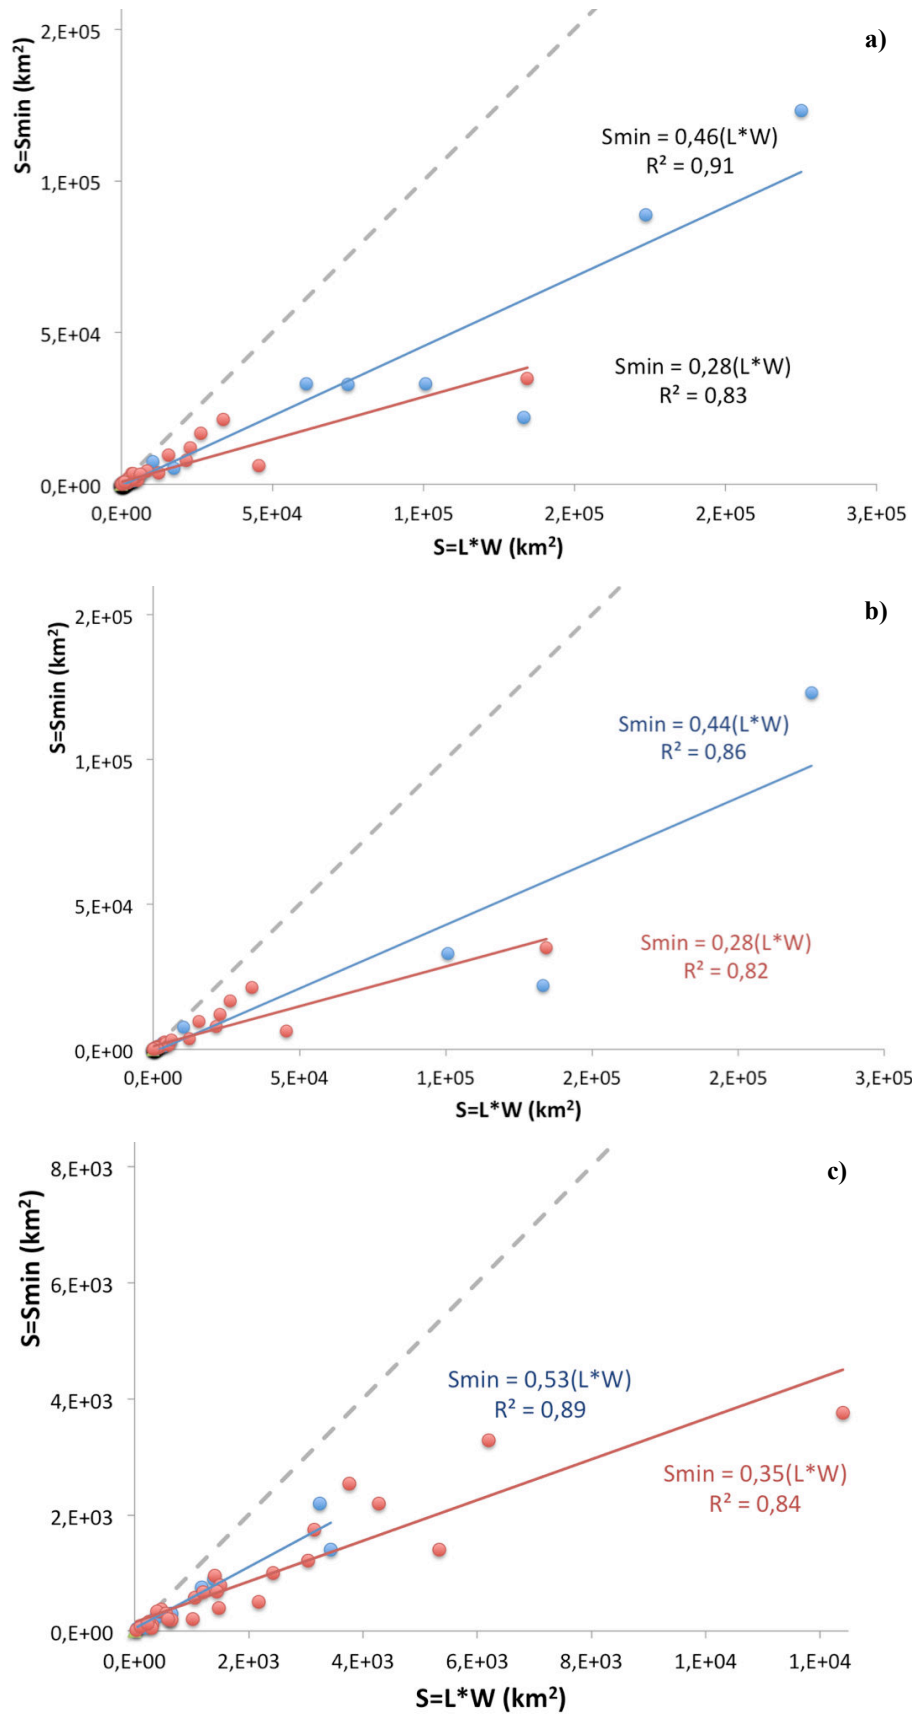 a)
S=Smin (km²)
2,E+05
1,E+05
5,E+04
0,E+00
Smin = 0,46(L*W)
R² = 0,91
Smin = 0,28(L*W)
R² = 0,83
0,E+00 5,E+04 1,E+05 2,E+05 2,E+05 3,E+05
S=L*W (km²)
b)
S=Smin (km²)
2,E+05
1,E+05
5,E+04
0,E+00
Smin = 0,44(L*W)
R² = 0,86
Smin = 0,28(L*W)
R² = 0,82
0,E+00 5,E+04 1,E+05 2,E+05 2,E+05 3,E+05
S=L*W (km²)
c)
S=Smin (km²)
8,E+03
6,E+03
4,E+03
2,E+03
0,E+00
Smin = 0,53(L*W)
R² = 0,89
Smin = 0,35(L*W)
R² = 0,84
0,E+00 2,E+03 4,E+03 6,E+03 8,E+03 1,E+04 1,E+04
S=L*W (km²)